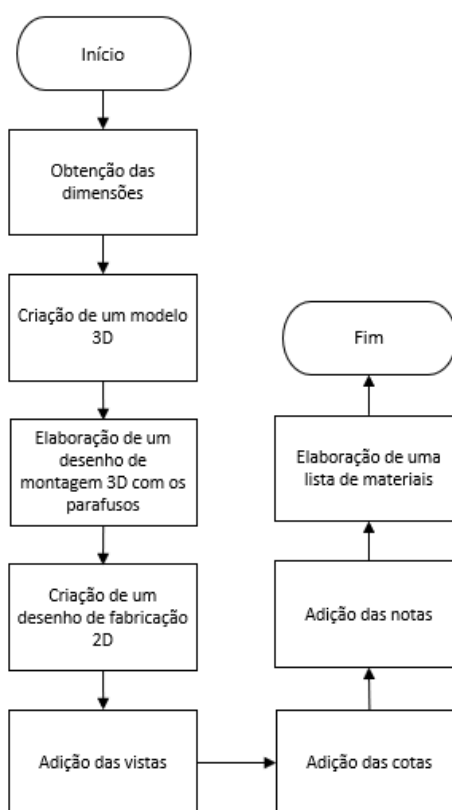 Início
Obtenção das
dimensões
Criação de um modelo
3D
Elaboração de um
desenho de
montagem 3D com os
parafusos
Criação de um
desenho de fabricação
2D
Adição das vistas
Adição das cotas
Adição das notas
Elaboração de uma
lista de materiais
Fim